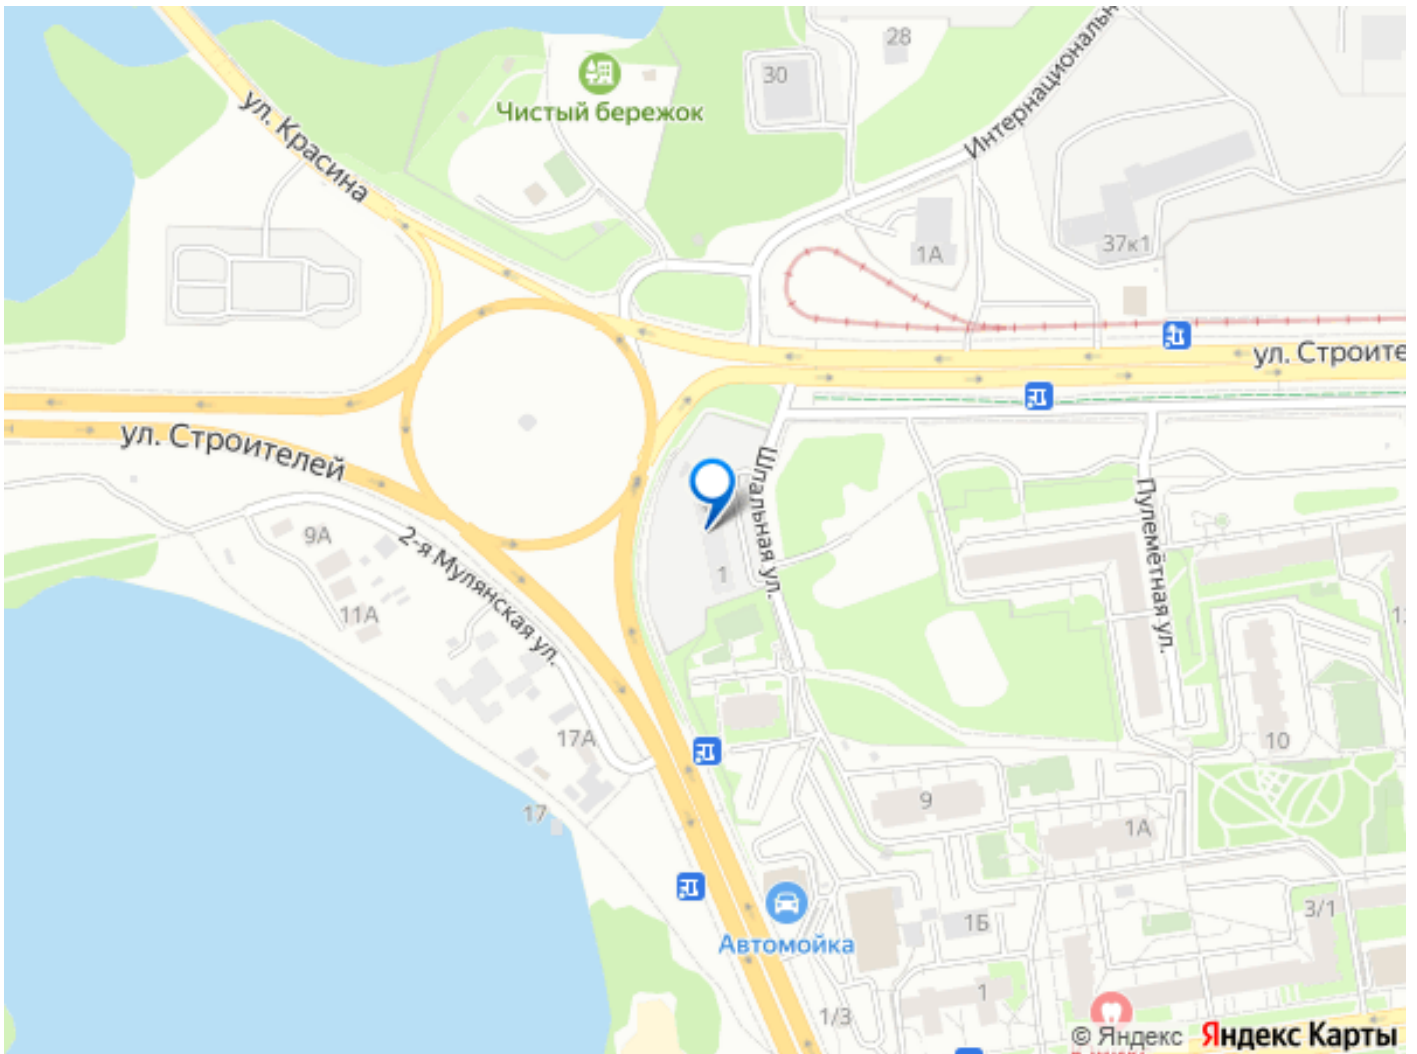 28
30
Чистый бережок
Интернациональн
ул. Красина
37к1
1А
ул. Строите
ул. Строителей
Шпальная ул.
Пулемётная ул.
9А
2-я Мулянская ул.
1
11А
17А
10
17
9
1А
3/1
1Б
Автомойка
1
1/3
© Яндекс Яндекс Карты